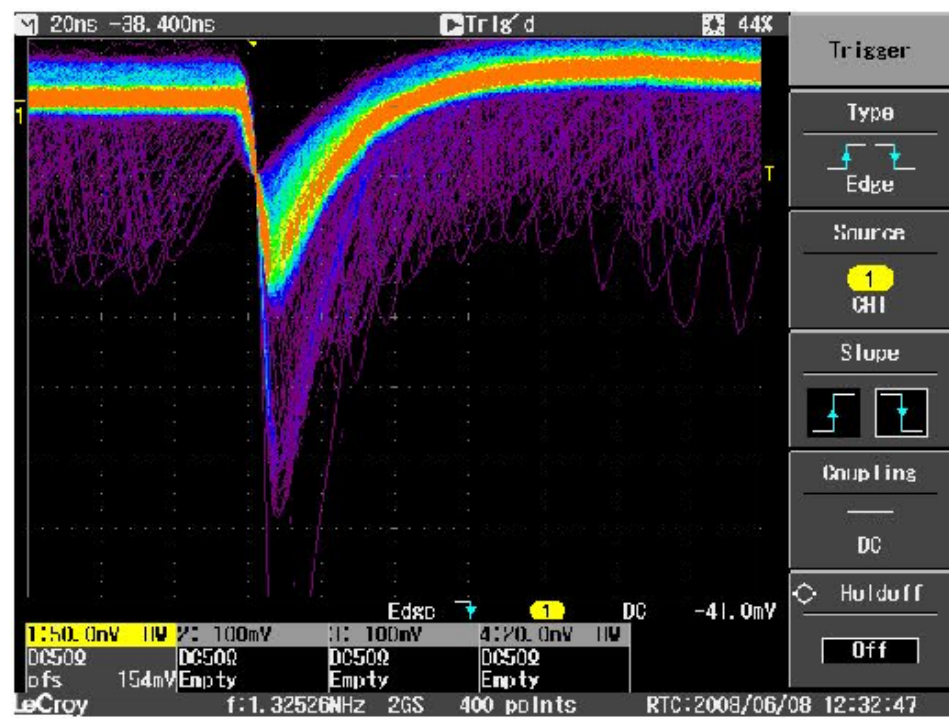 20ns -38.400ns Trig'd 44%
Trigger
Type
Edge
Source
1
CH1
Slope
Coupling
DC
Holduff
Off
1
T
Edge 1 DC -41.0mV
1:50.0mV 2: 100mV 3: 100mV 4:20.0mV
DC50Ω DC50Ω DC50Ω DC50Ω
ofs 154mV Empty Empty Empty
LeCroy f:1.32526MHz 2GS 400 points RTC:2008/06/08 12:32:47